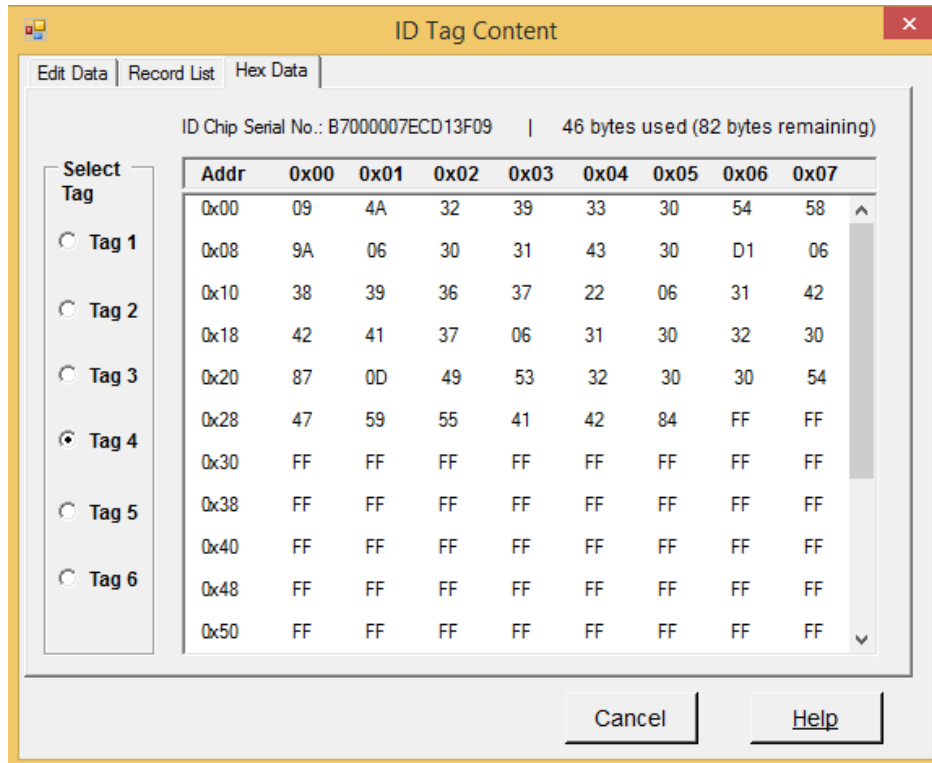 ID Tag Content
Edit Data Record List Hex Data
ID Chip Serial No.: B7000007ECD13F09 | 46 bytes used (82 bytes remaining)
Select Tag
Tag 1
Tag 2
Tag 3
Tag 4
Tag 5
Tag 6
Addr 0x00 0x01 0x02 0x03 0x04 0x05 0x06 0x07
0x00 09 4A 32 39 33 30 54 58
0x08 9A 06 30 31 43 30 D1 06
0x10 38 39 36 37 22 06 31 42
0x18 42 41 37 06 31 30 32 30
0x20 87 0D 49 53 32 30 30 54
0x28 47 59 55 41 42 84 FF FF
0x30 FF FF FF FF FF FF FF FF
0x38 FF FF FF FF FF FF FF FF
0x40 FF FF FF FF FF FF FF FF
0x48 FF FF FF FF FF FF FF FF
0x50 FF FF FF FF FF FF FF FF
Cancel Help